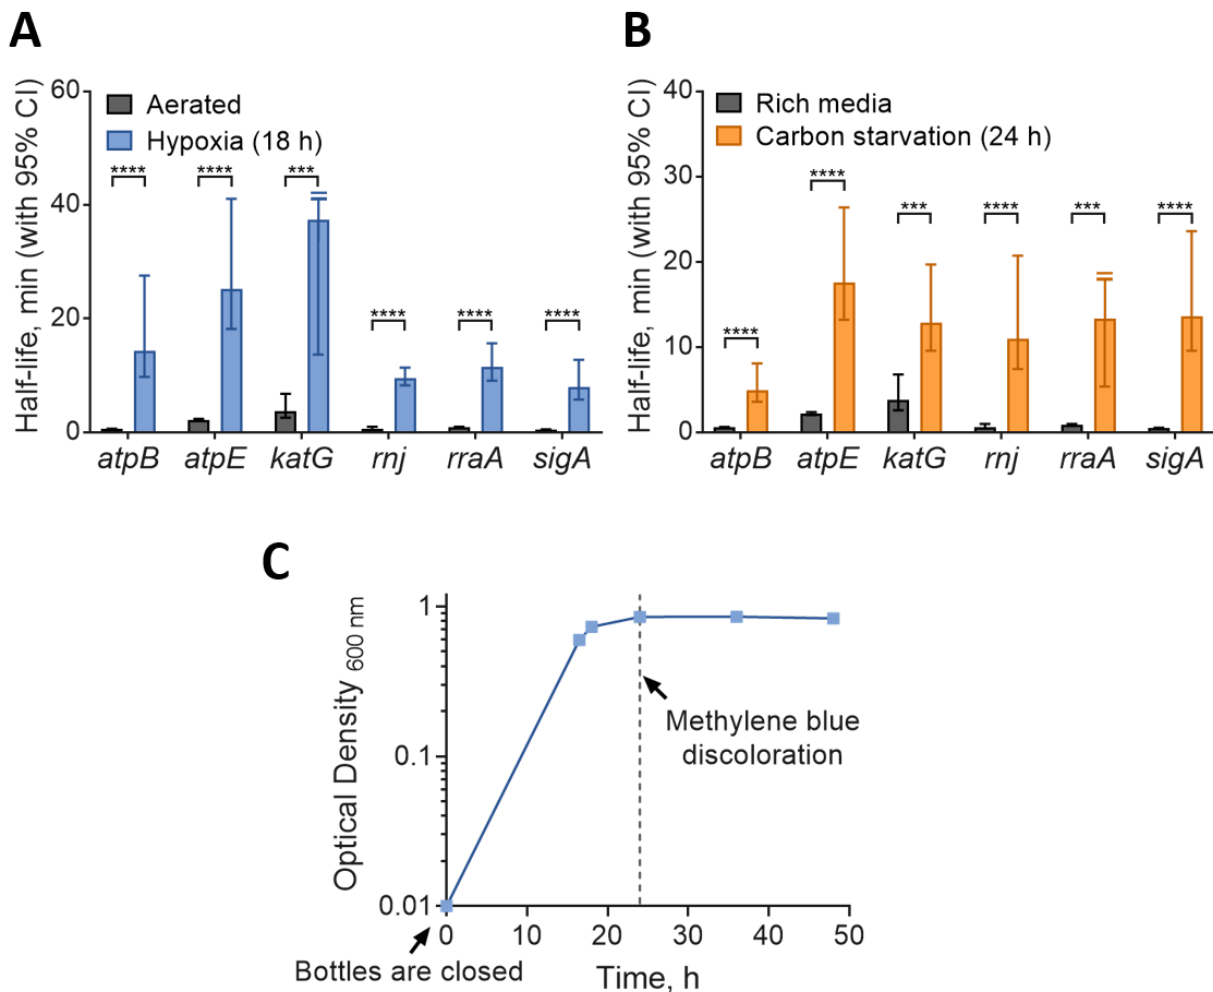 A
Half-life, min (with 95% CI)
60
40
20
0
Aerated
Hypoxia (18 h)
**** **** *** **** **** ****
atpB atpE katG rnj rraA sigA
B
Half-life, min (with 95% CI)
40
30
20
10
0
Rich media
Carbon starvation (24 h)
**** **** *** **** *** ****
atpB atpE katG rnj rraA sigA
C
Optical Density 600 nm
1
0.1
0.01
Methylene blue
discoloration
0 10 20 30 40 50
Bottles are closed
Time, h